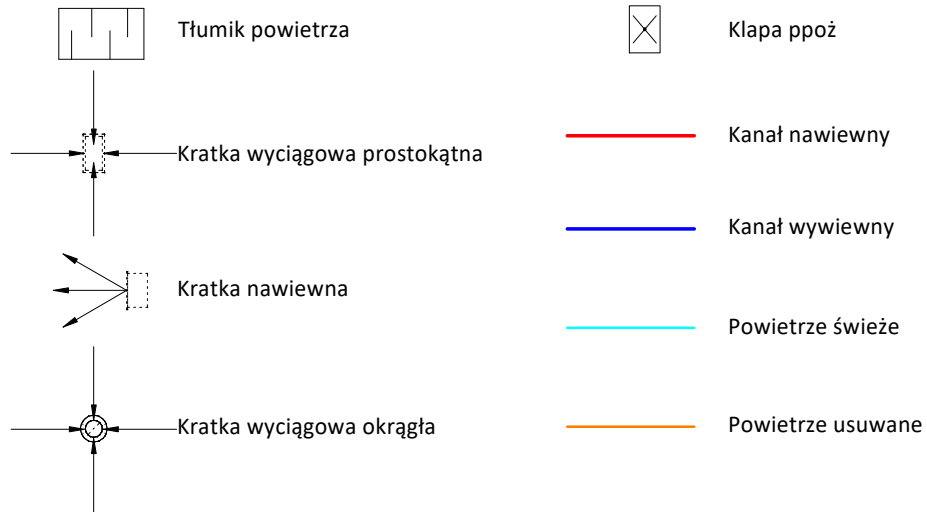 Tłumik powietrza
Kratka wyciągowa prostokątna
Kratka nawiewna
Kratka wyciągowa okrągła
Klapa ppoż
Kanał nawiewny
Kanał wywiewny
Powietrze świeże
Powietrze usuwane